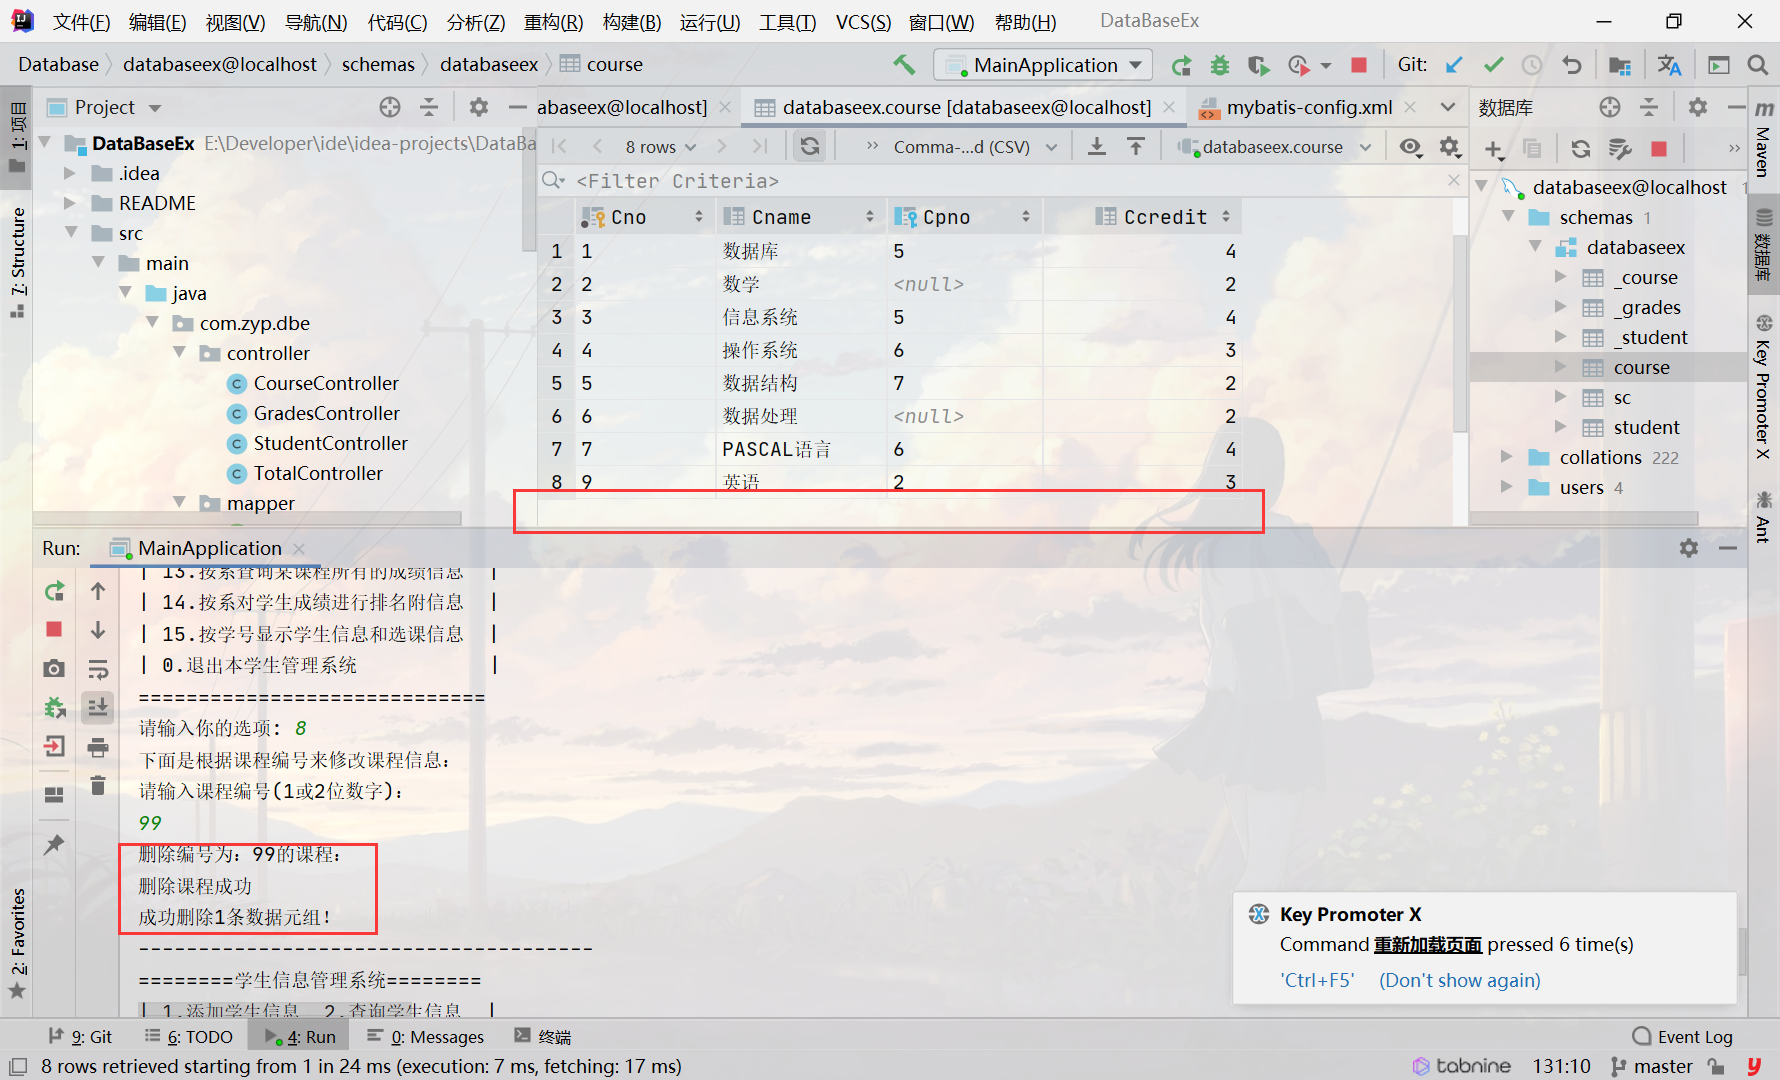 文件(F) 编辑(E) 视图(V) 导航(N) 代码(C) 分析(Z) 重构(R) 构建(B) 运行(U) 工具(T) VCS(S) 窗口(W) 帮助(H) DataBaseEx
Database databaseex@localhost schemas databaseex course MainApplication Git:
1: 项目
7: Structure
2: Favorites
Project
DataBaseEx E:\Developer\ide\idea-projects\DataBa
.idea
README
src
main
java
com.zyp.dbe
controller
CourseController
GradesController
StudentController
TotalController
mapper
abaseex@localhost] databaseex.course [databaseex@localhost] mybatis-config.xml
8 rows Comma-...d (CSV) databaseex.course
<Filter Criteria>
Cno Cname Cpno Ccredit
1 1 数据库 5 4
2 2 数学 <null> 2
3 3 信息系统 5 4
4 4 操作系统 6 3
5 5 数据结构 7 2
6 6 数据处理 <null> 2
7 7 PASCAL语言 6 4
8 9 英语 2 3
数据库
databaseex@localhost 1
schemas 1
databaseex
_course
_grades
_student
course
sc
student
collations 222
users 4
Maven
数据库
Key Promoter X
Ant
Run: MainApplication
| 13.按系查询某课程所有的成绩信息 |
| 14.按系对学生成绩进行排名附信息 |
| 15.按学号显示学生信息和选课信息 |
| 0.退出本学生管理系统 |
=============================
请输入你的选项: 8
下面是根据课程编号来修改课程信息:
请输入课程编号(1或2位数字):
99
删除编号为: 99的课程:
删除课程成功
成功删除1条数据元组!
--------------------------------------
========学生信息管理系统========
| 1.添加学生信息 2.查询学生信息 |
Key Promoter X
Command 重新加载页面 pressed 6 time(s)
'Ctrl+F5' (Don't show again)
9: Git 6: TODO 4: Run 0: Messages 终端 Event Log
8 rows retrieved starting from 1 in 24 ms (execution: 7 ms, fetching: 17 ms) tabnine 131:10 master